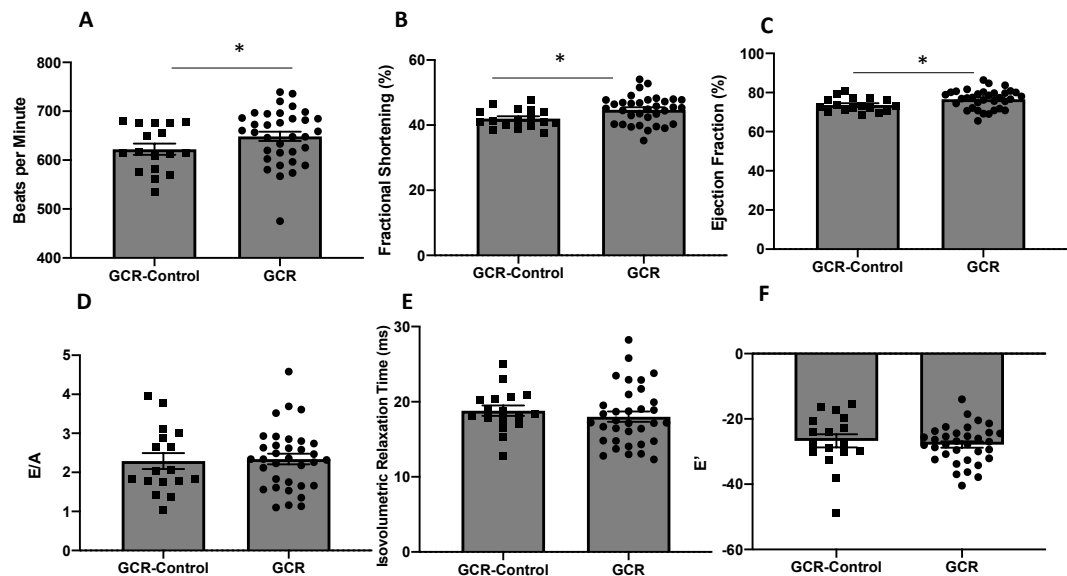 A
*
Beats per Minute
800
700
600
500
400
GCR-Control
GCR
B
*
Fractional Shortening (%)
60
40
20
0
GCR-Control
GCR
C
*
Ejection Fraction (%)
100
80
60
40
20
0
GCR-Control
GCR
D
E/A
5
4
3
2
1
0
GCR-Control
GCR
E
Isovolumetric Relaxation Time (ms)
30
20
10
0
GCR-Control
GCR
F
E'
0
-20
-40
-60
GCR-Control
GCR